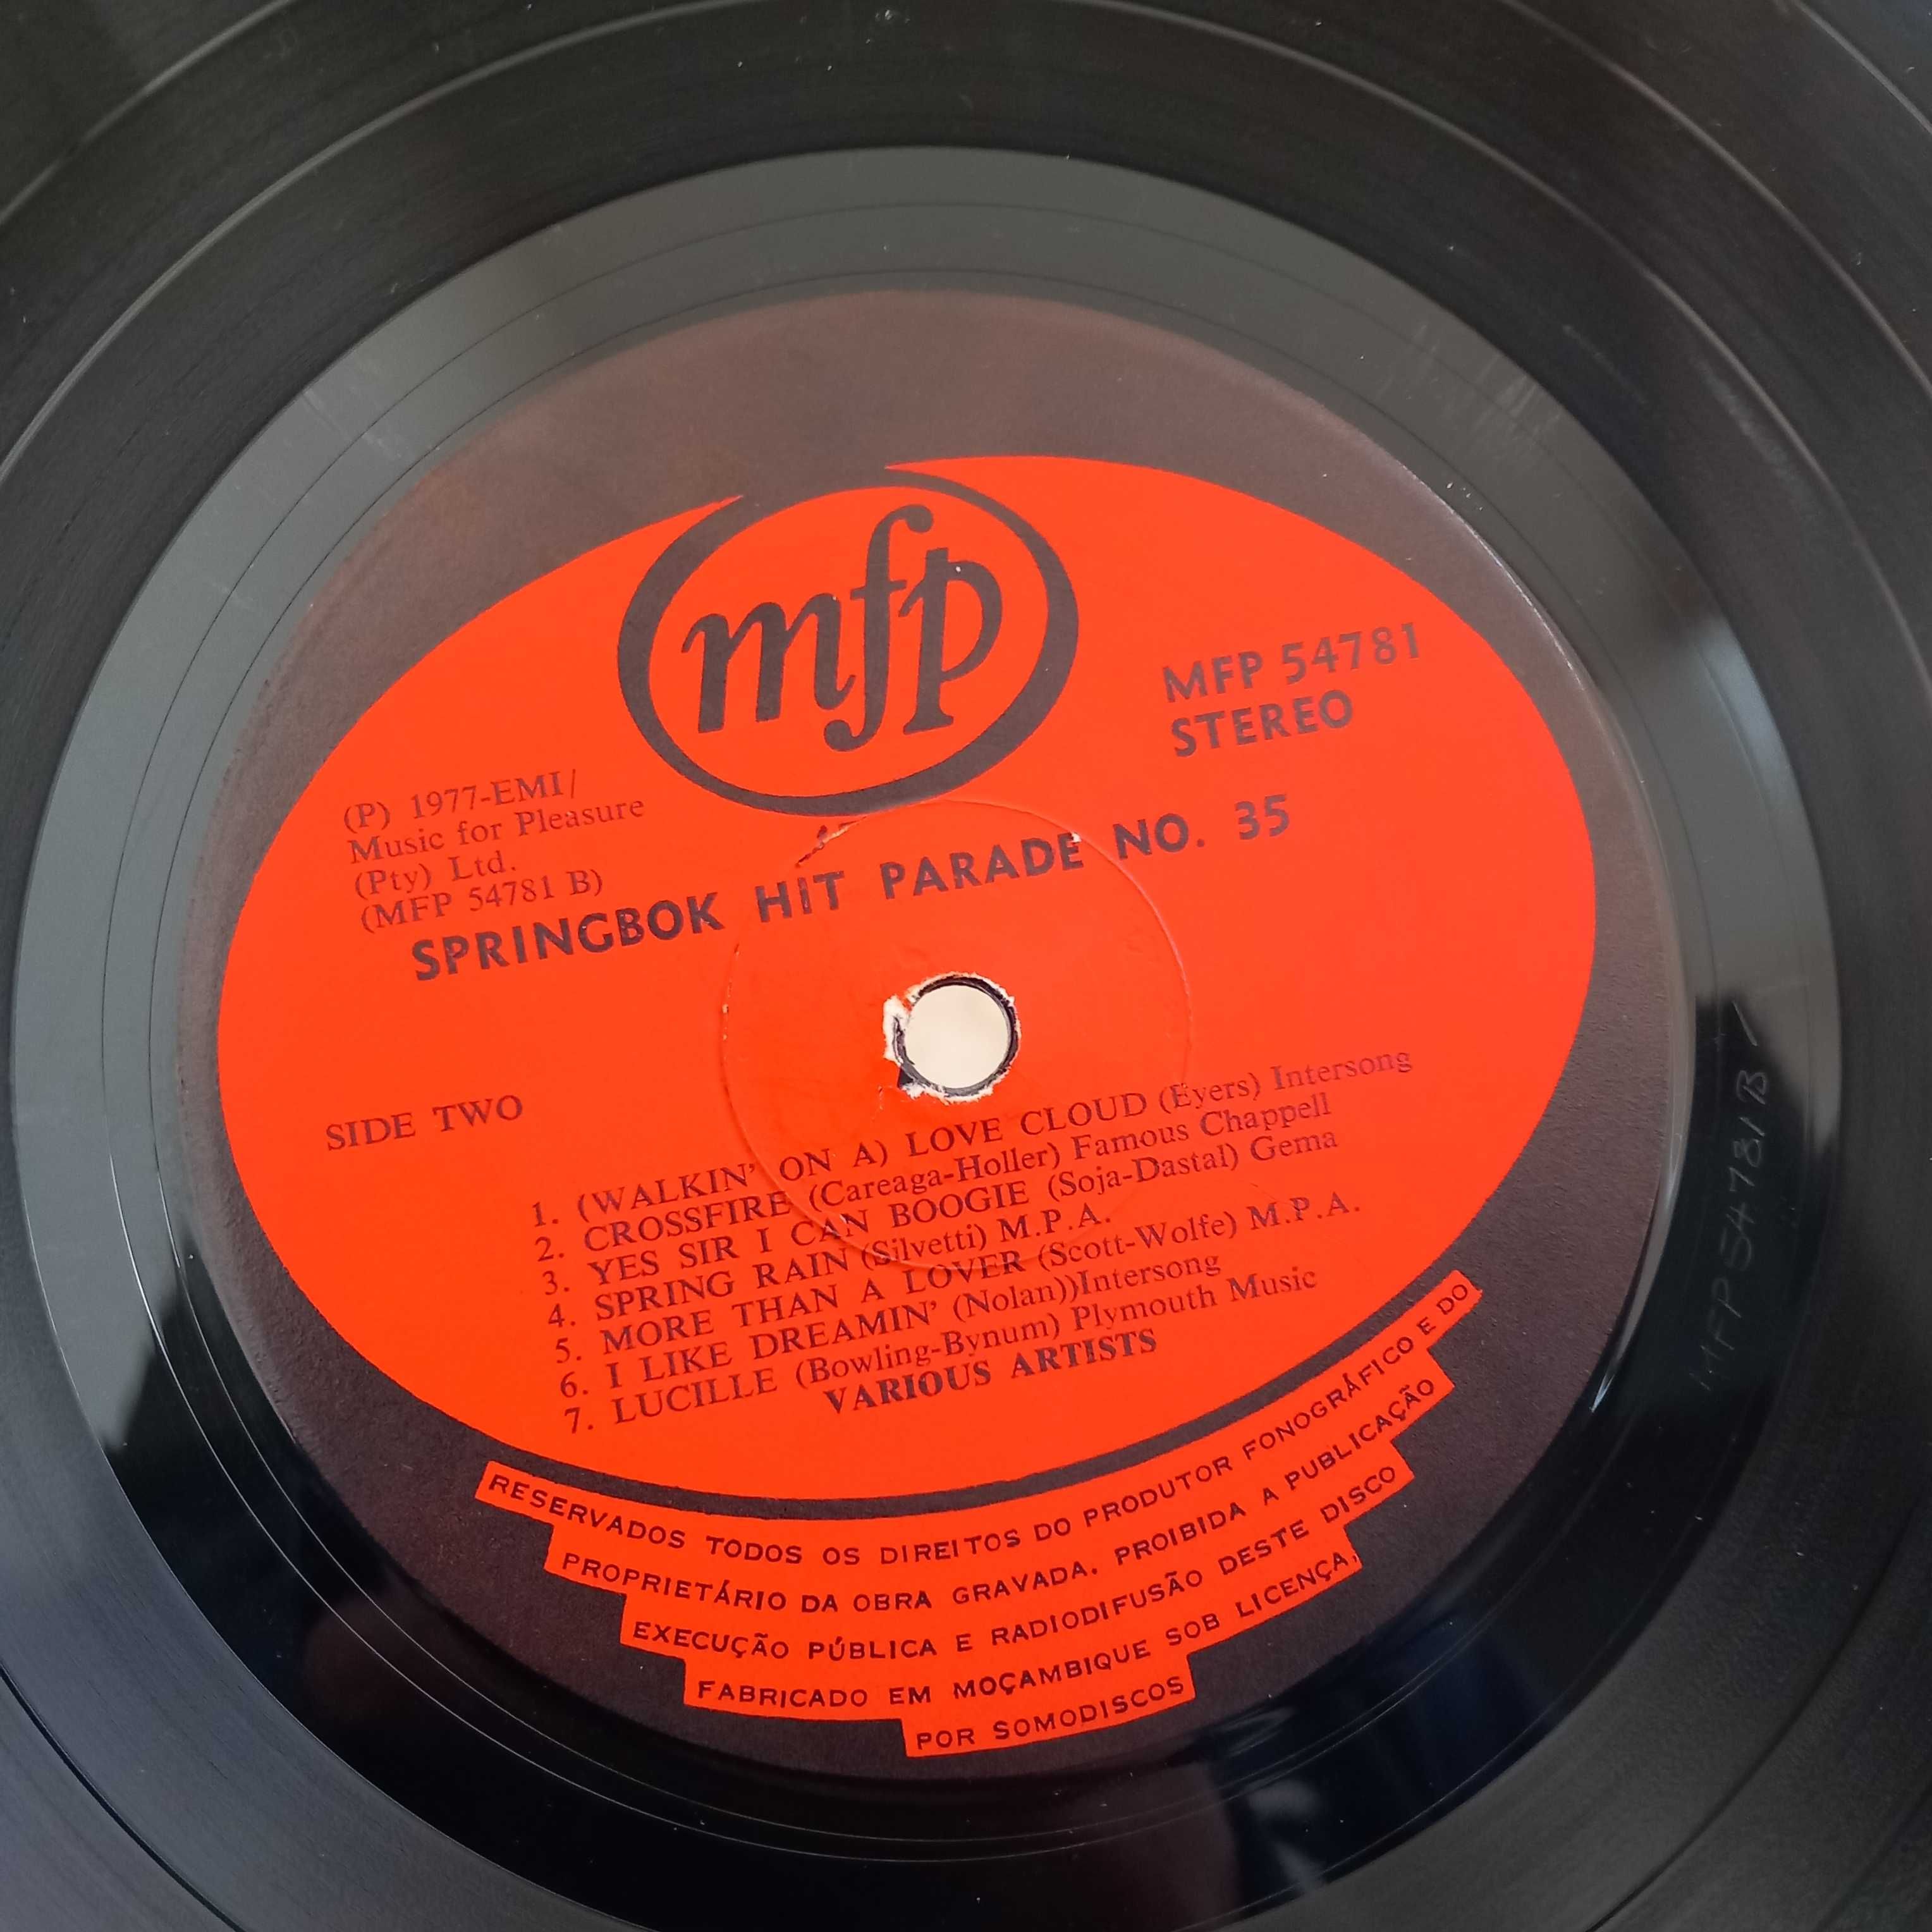 mfp
MFP 54781
STEREO
(P) 1977-EMI/
Music for Pleasure
(Pty) Ltd.
(MFP 54781 B)
SPRINGBOK HIT PARADE NO. 35
SIDE TWO
1. (WALKIN' ON A) LOVE CLOUD (Eyers) Intersong
2. CROSSFIRE (Careaga-Holler) Famous Chappell
3. YES SIR I CAN BOOGIE (Soja-Dastal) Gema
4. SPRING RAIN (Silvetti) M.P.A.
5. MORE THAN A LOVER (Scott-Wolfe) M.P.A.
6. I LIKE DREAMIN' (Nolan))Intersong
7. LUCILLE (Bowling-Bynum) Plymouth Music
VARIOUS ARTISTS
RESERVADOS TODOS OS DIREITOS DO PRODUTOR FONOGRÁFICO E DO
PROPRIETÁRIO DA OBRA GRAVADA. PROIBIDA A PUBLICAÇÃO
EXECUÇÃO PÚBLICA E RADIODIFUSÃO DESTE DISCO
FABRICADO EM MOÇAMBIQUE SOB LICENÇA,
POR SOMODISCOS
MFP54781B